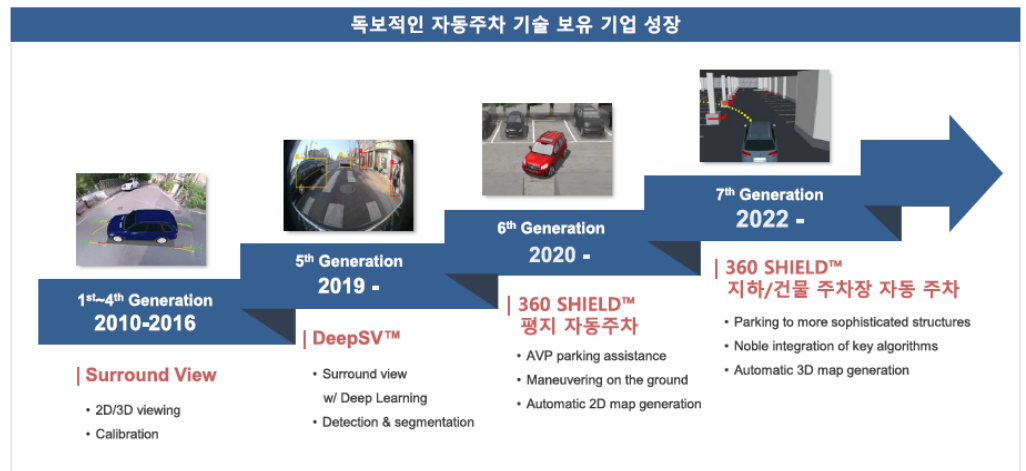 독보적인 자동주차 기술 보유 기업 성장
1st~4th Generation
2010-2016
Surround View
• 2D/3D viewing
• Calibration
5th Generation
2019 -
DeepSV™
• Surround view
w/ Deep Learning
• Detection & segmentation
6th Generation
2020 -
360 SHIELD™
평지 자동주차
• AVP parking assistance
• Maneuvering on the ground
• Automatic 2D map generation
7th Generation
2022 -
360 SHIELD™
지하/건물 주차장 자동 주차
• Parking to more sophisticated structures
• Noble integration of key algorithms
• Automatic 3D map generation